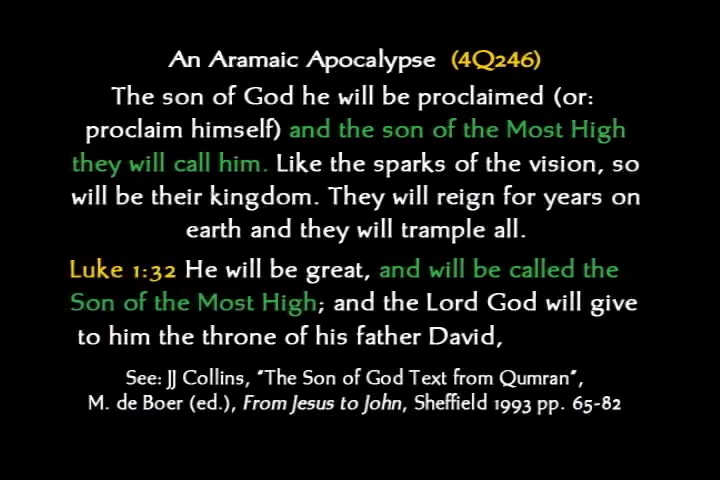 An Aramaic Apocalypse (4Q246)
The son of God he will be proclaimed (or:
proclaim himself) and the son of the Most High
they will call him. Like the sparks of the vision, so
will be their kingdom. They will reign for years on
earth and they will trample all.
Luke 1:32 He will be great, and will be called the
Son of the Most High; and the Lord God will give
to him the throne of his father David,
See: JJ Collins, "The Son of God Text from Qumran",
M. de Boer (ed.), From Jesus to John, Sheffield 1993 pp. 65-82